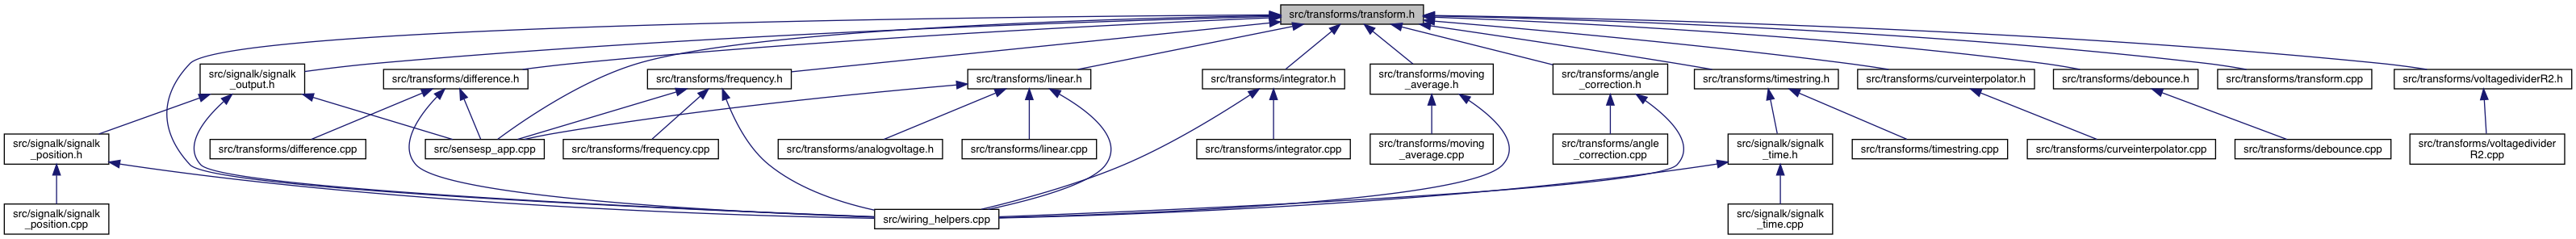 src/transforms/transform.h
src/signalk/signalk
_output.h
src/transforms/difference.h
src/transforms/frequency.h
src/transforms/linear.h
src/transforms/integrator.h
src/transforms/moving
_average.h
src/transforms/angle
_correction.h
src/transforms/timestring.h
src/transforms/curveinterpolator.h
src/transforms/debounce.h
src/transforms/transform.cpp
src/transforms/voltagedividerR2.h
src/signalk/signalk
_position.h
src/transforms/difference.cpp
src/sensesp_app.cpp
src/transforms/frequency.cpp
src/transforms/analogvoltage.h
src/transforms/linear.cpp
src/transforms/integrator.cpp
src/transforms/moving
_average.cpp
src/transforms/angle
_correction.cpp
src/signalk/signalk
_time.h
src/transforms/timestring.cpp
src/transforms/curveinterpolator.cpp
src/transforms/debounce.cpp
src/transforms/voltagedivider
R2.cpp
src/signalk/signalk
_position.cpp
src/wiring_helpers.cpp
src/signalk/signalk
_time.cpp